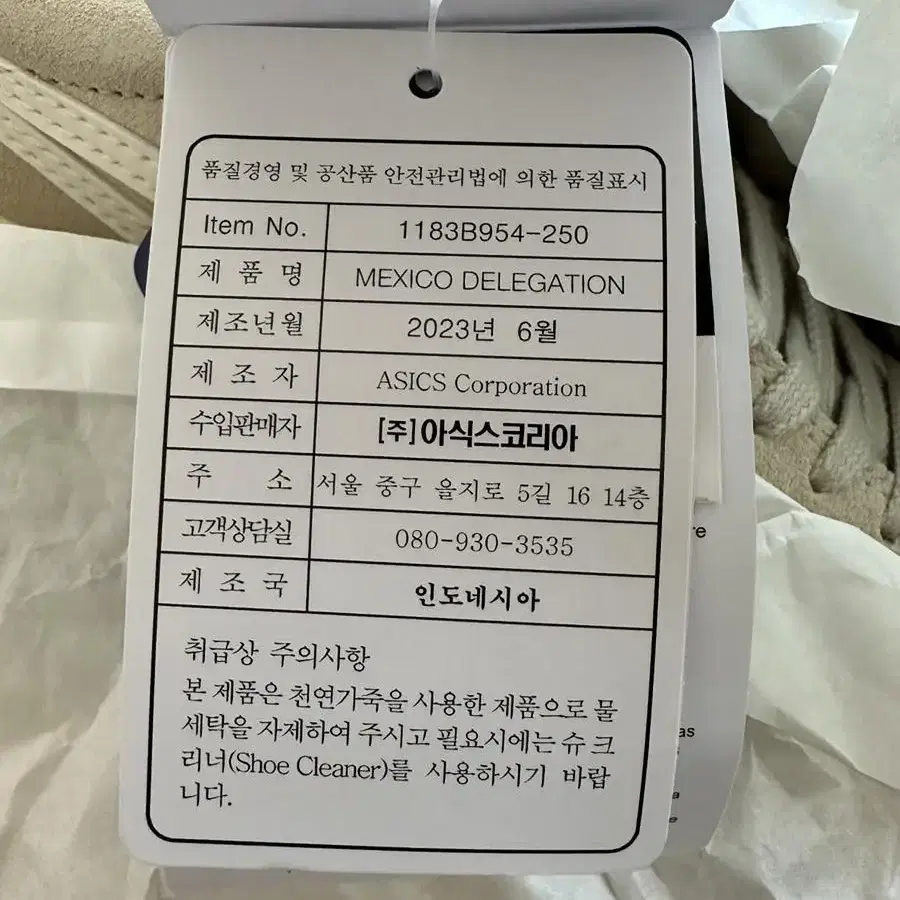 품질경영 및 공산품 안전관리법에 의한 품질표시
Item No. 1183B954-250
제 품 명 MEXICO DELEGATION
제조년월 2023년 6월
제 조 자 ASICS Corporation
수입판매자 [주]아식스코리아
주 소 서울 중구 을지로 5길 16 14층
고객상담실 080-930-3535
제 조 국 인도네시아
취급상 주의사항
본 제품은 천연가죽을 사용한 제품으로 물
세탁을 자제하여 주시고 필요시에는 슈크
리너(Shoe Cleaner)를 사용하시기 바랍
니다.